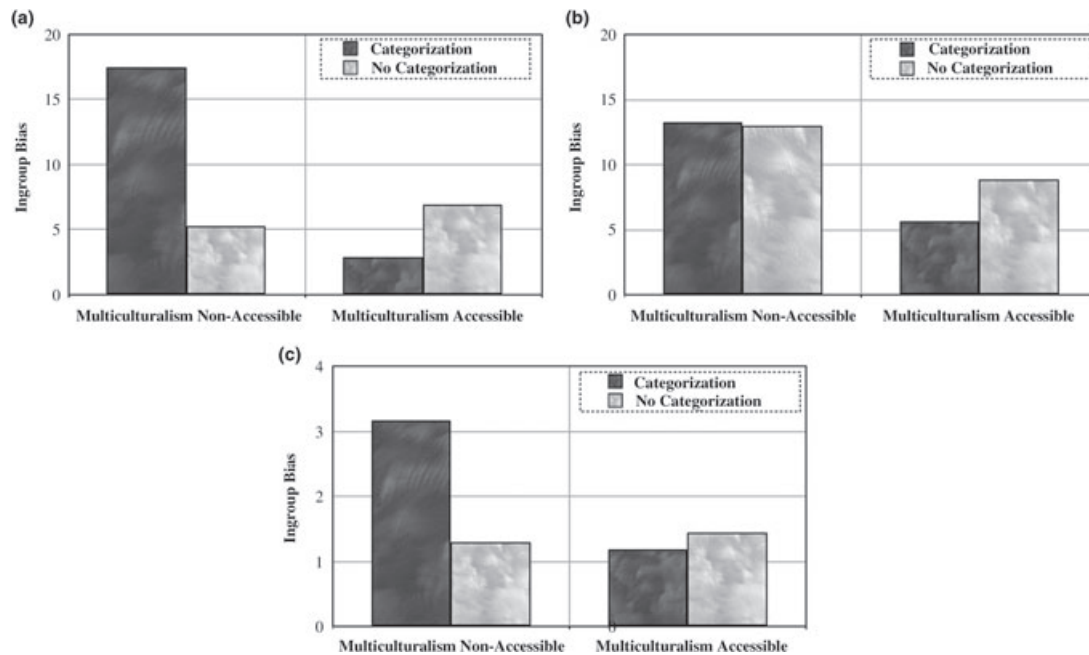 (a)
20
15
10
5
0
Ingroup Bias
Categorization
No Categorization
Multiculturalism Non-Accessible
Multiculturalism Accessible
(b)
20
15
10
5
0
Ingroup Bias
Categorization
No Categorization
Multiculturalism Non-Accessible
Multiculturalism Accessible
(c)
4
3
2
1
0
Ingroup Bias
Categorization
No Categorization
0
Multiculturalism Non-Accessible
Multiculturalism Accessible